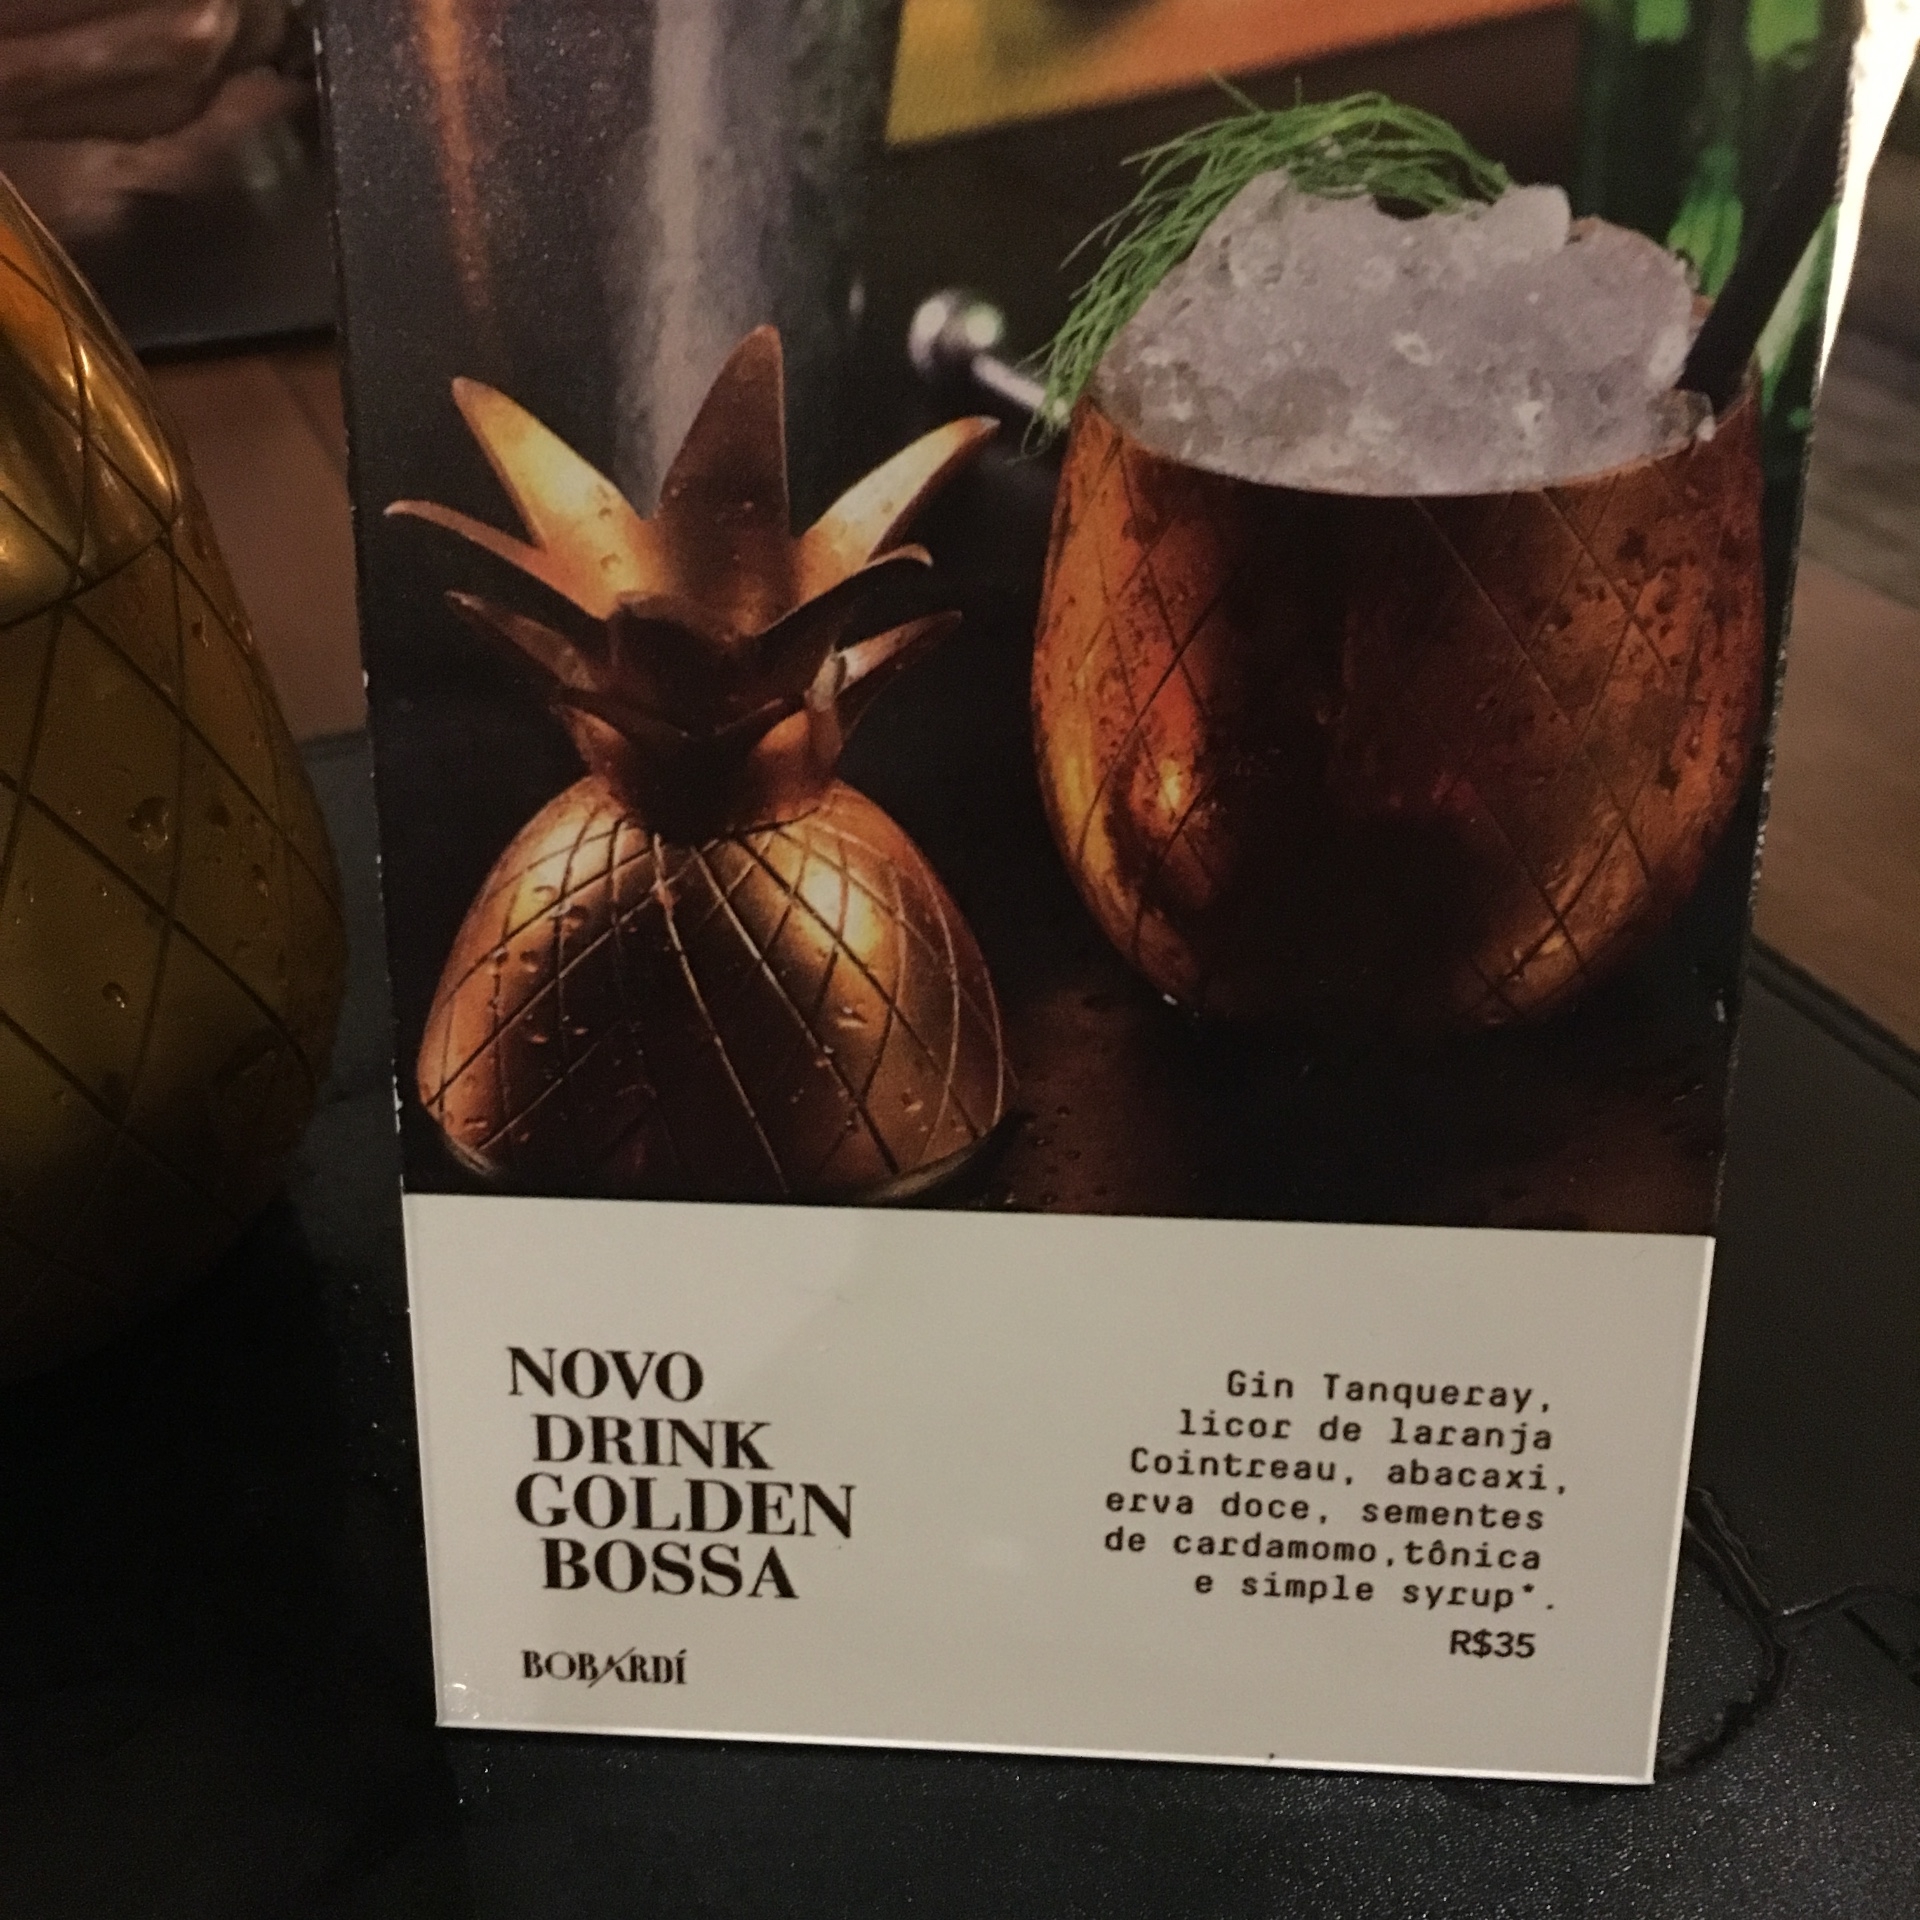 NOVO
DRINK
GOLDEN
BOSSA
BOBARDÍ
Gin Tanqueray,
licor de laranja
Cointreau, abacaxi,
erva doce, sementes
de cardamomo,tônica
e simple syrup*.
R$35